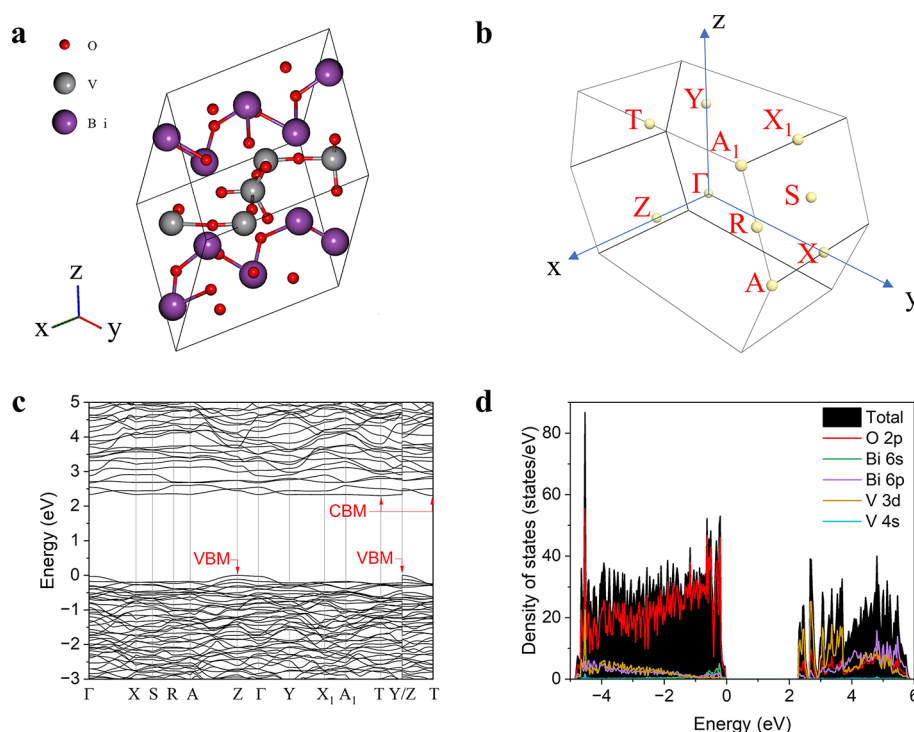 a
O
V
B i
z
x
y
b
z
Y
T
X1
A1
Γ
S
Z
R
X
x
A
y
c
Energy (eV)
5
4
3
2
1
0
−1
−2
−3
CBM
VBM
VBM
Γ X S R A Z Γ Y X1 A1 T Y/Z T
d
Density of states (states/eV)
80
60
40
20
0
Total
O 2p
Bi 6s
Bi 6p
V 3d
V 4s
−4 −2 0 2 4 6
Energy (eV)